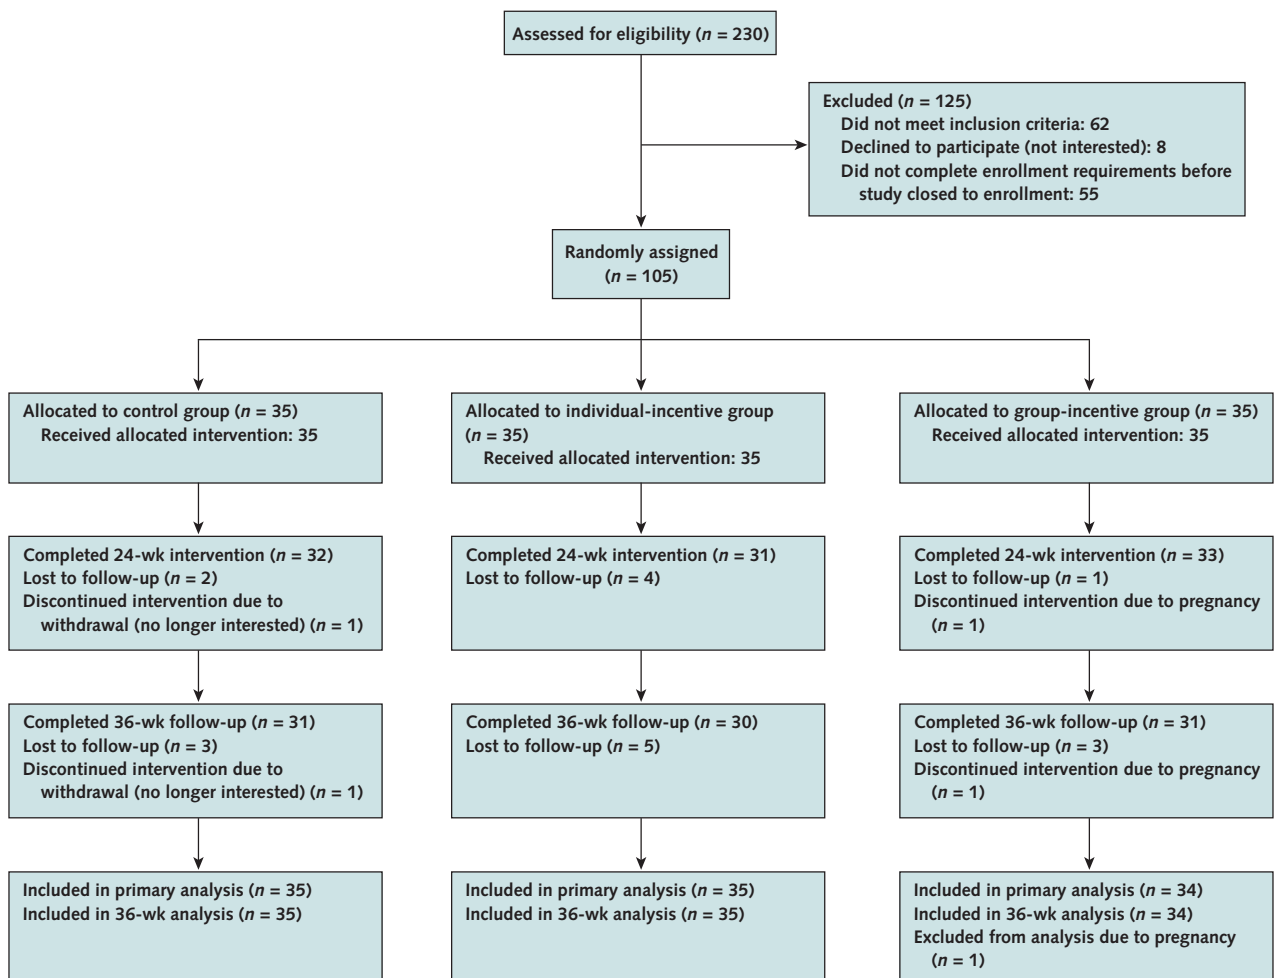 Assessed for eligibility (n = 230)
Excluded (n = 125)
Did not meet inclusion criteria: 62
Declined to participate (not interested): 8
Did not complete enrollment requirements before
study closed to enrollment: 55
Randomly assigned
(n = 105)
Allocated to control group (n = 35)
Received allocated intervention: 35
Allocated to individual-incentive group
(n = 35)
Received allocated intervention: 35
Allocated to group-incentive group (n = 35)
Received allocated intervention: 35
Completed 24-wk intervention (n = 32)
Lost to follow-up (n = 2)
Discontinued intervention due to
withdrawal (no longer interested) (n = 1)
Completed 24-wk intervention (n = 31)
Lost to follow-up (n = 4)
Completed 24-wk intervention (n = 33)
Lost to follow-up (n = 1)
Discontinued intervention due to pregnancy
(n = 1)
Completed 36-wk follow-up (n = 31)
Lost to follow-up (n = 3)
Discontinued intervention due to
withdrawal (no longer interested) (n = 1)
Completed 36-wk follow-up (n = 30)
Lost to follow-up (n = 5)
Completed 36-wk follow-up (n = 31)
Lost to follow-up (n = 3)
Discontinued intervention due to pregnancy
(n = 1)
Included in primary analysis (n = 35)
Included in 36-wk analysis (n = 35)
Included in primary analysis (n = 35)
Included in 36-wk analysis (n = 35)
Included in primary analysis (n = 34)
Included in 36-wk analysis (n = 34)
Excluded from analysis due to pregnancy
(n = 1)